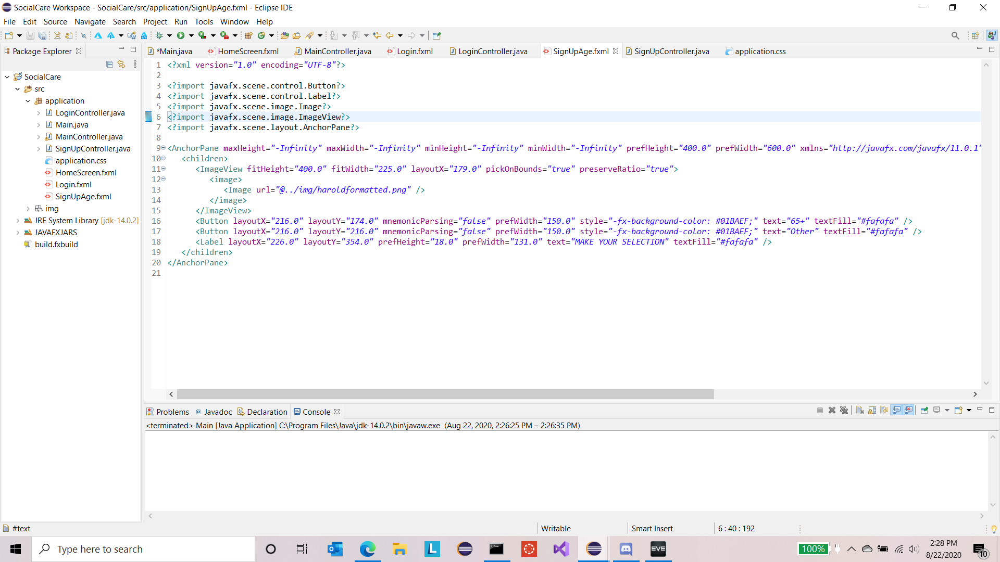 SocialCare Workspace - SocialCare/src/application/SignUpAge.fxml - Eclipse IDE
File Edit Source Navigate Search Project Run Tools Window Help
Package Explorer
SocialCare
src
application
LoginController.java
Main.java
MainController.java
SignUpController.java
application.css
HomeScreen.fxml
Login.fxml
SignUpAge.fxml
img
JRE System Library [jdk-14.0.2]
JAVAFXJARS
build.fxbuild
*Main.java HomeScreen.fxml MainController.java Login.fxml LoginController.java SignUpAge.fxml SignUpController.java application.css
1 <?xml version="1.0" encoding="UTF-8"?>
2
3 <?import javafx.scene.control.Button?>
4 <?import javafx.scene.control.Label?>
5 <?import javafx.scene.image.Image?>
6 <?import javafx.scene.image.ImageView?>
7 <?import javafx.scene.layout.AnchorPane?>
8
9 <AnchorPane maxHeight="-Infinity" maxWidth="-Infinity" minHeight="-Infinity" minWidth="-Infinity" prefHeight="400.0" prefWidth="600.0" xmlns="http://javafx.com/javafx/11.0.1"
10 <children>
11 <ImageView fitHeight="400.0" fitWidth="225.0" layoutX="179.0" pickOnBounds="true" preserveRatio="true">
12 <image>
13 <Image url="@../img/haroldformatted.png" />
14 </image>
15 </ImageView>
16 <Button layoutX="216.0" layoutY="174.0" mnemonicParsing="false" prefWidth="150.0" style="-fx-background-color: #01BAEF;" text="65+" textFill="#fafafa" />
17 <Button layoutX="216.0" layoutY="216.0" mnemonicParsing="false" prefWidth="150.0" style="-fx-background-color: #01BAEF;" text="Other" textFill="#fafafa" />
18 <Label layoutX="226.0" layoutY="354.0" prefHeight="18.0" prefWidth="131.0" text="MAKE YOUR SELECTION" textFill="#fafafa" />
19 </children>
20 </AnchorPane>
21
Problems @ Javadoc Declaration Console
<terminated> Main [Java Application] C:\Program Files\Java\jdk-14.0.2\bin\javaw.exe (Aug 22, 2020, 2:26:25 PM – 2:26:35 PM)
#text
Writable
Smart Insert
6 : 40 : 192
Type here to search
L
EVE
100%
2:28 PM
8/22/2020
10